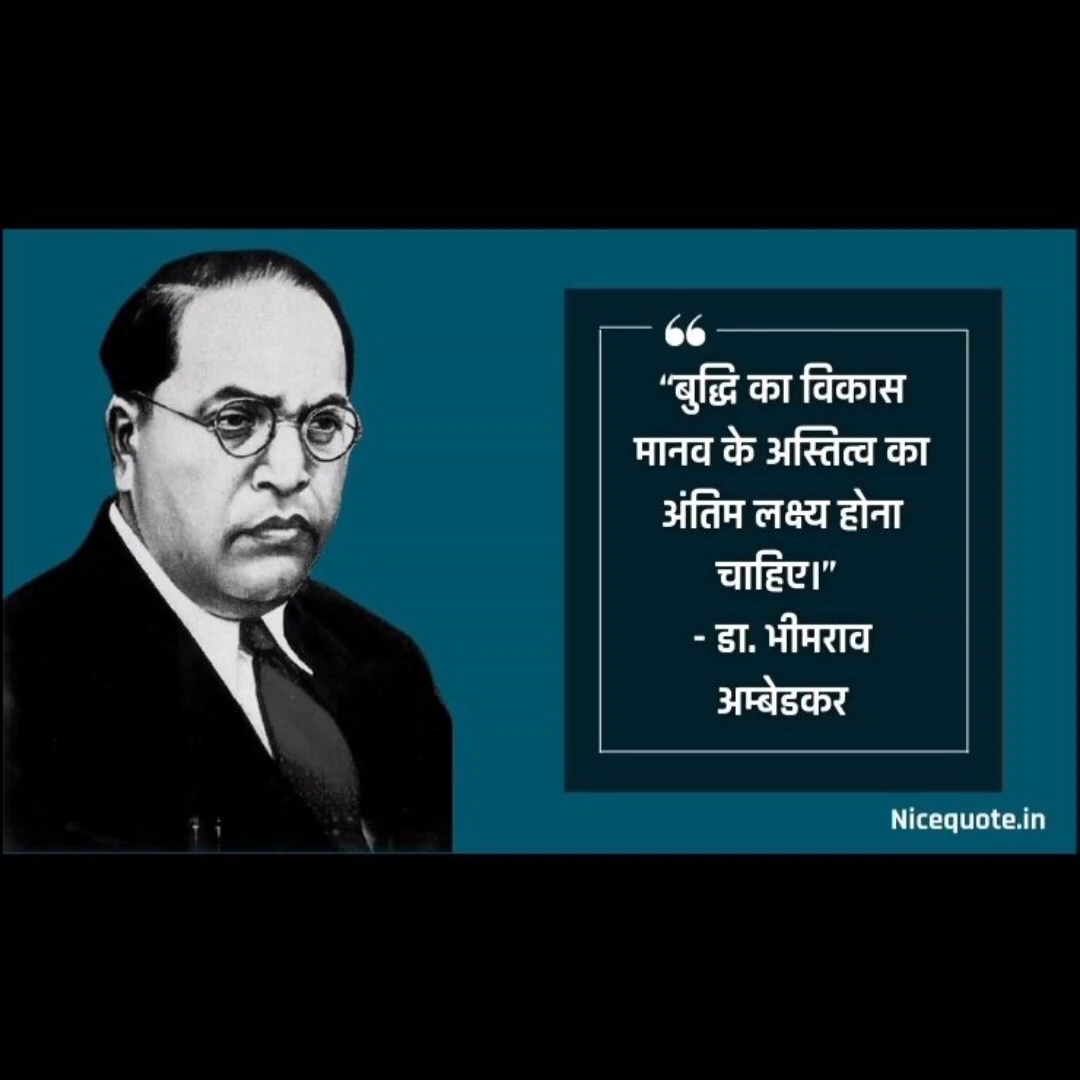 “बुद्धि का विकास
मानव के अस्तित्व का
अंतिम लक्ष्य होना
चाहिए।”
- डा. भीमराव
अम्बेडकर
Nicequote.in